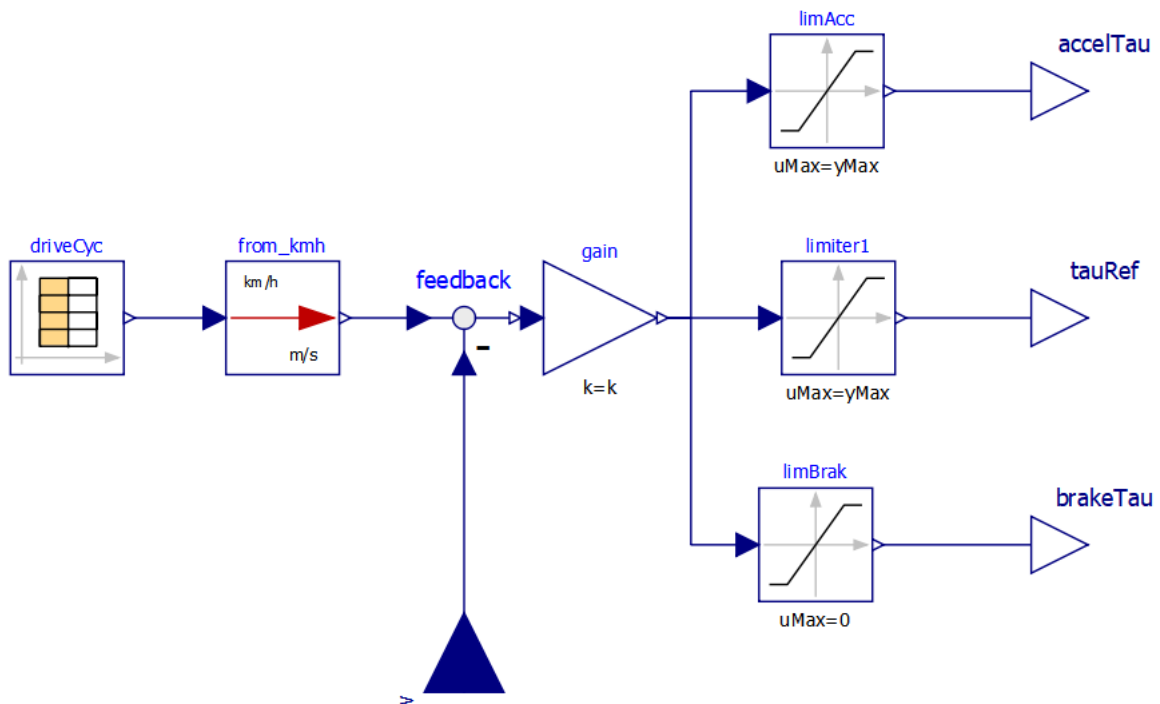 limAcc
accelTau
uMax=yMax
driveCyc
from_kmh
feedback
gain
limiter1
tauRef
km/h
m/s
-
k=k
uMax=yMax
limBrak
brakeTau
uMax=0